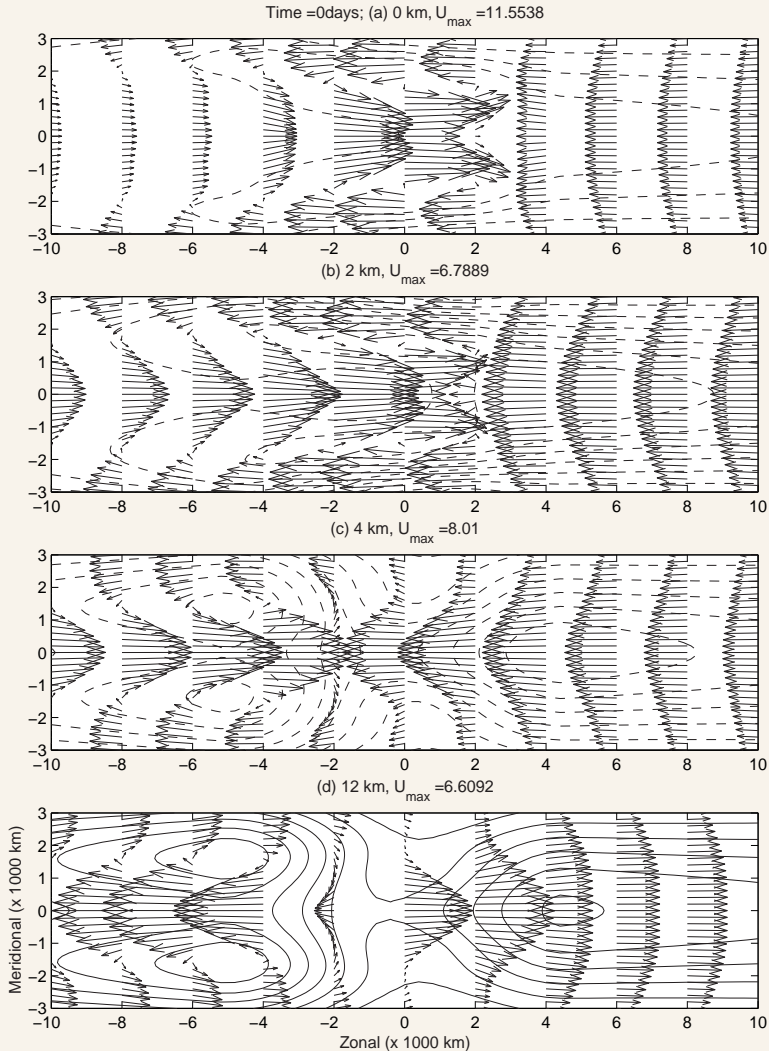 Time =0days; (a) 0 km, U_max =11.5538
3
2
1
0
−1
−2
−3
−10 −8 −6 −4 −2 0 2 4 6 8 10
(b) 2 km, U_max =6.7889
3
2
1
0
−1
−2
−3
−10 −8 −6 −4 −2 0 2 4 6 8 10
(c) 4 km, U_max =8.01
3
2
1
0
−1
−2
−3
−10 −8 −6 −4 −2 0 2 4 6 8 10
(d) 12 km, U_max =6.6092
Meridional (x 1000 km)
3
2
1
0
−1
−2
−3
−10 −8 −6 −4 −2 0 2 4 6 8 10
Zonal (x 1000 km)